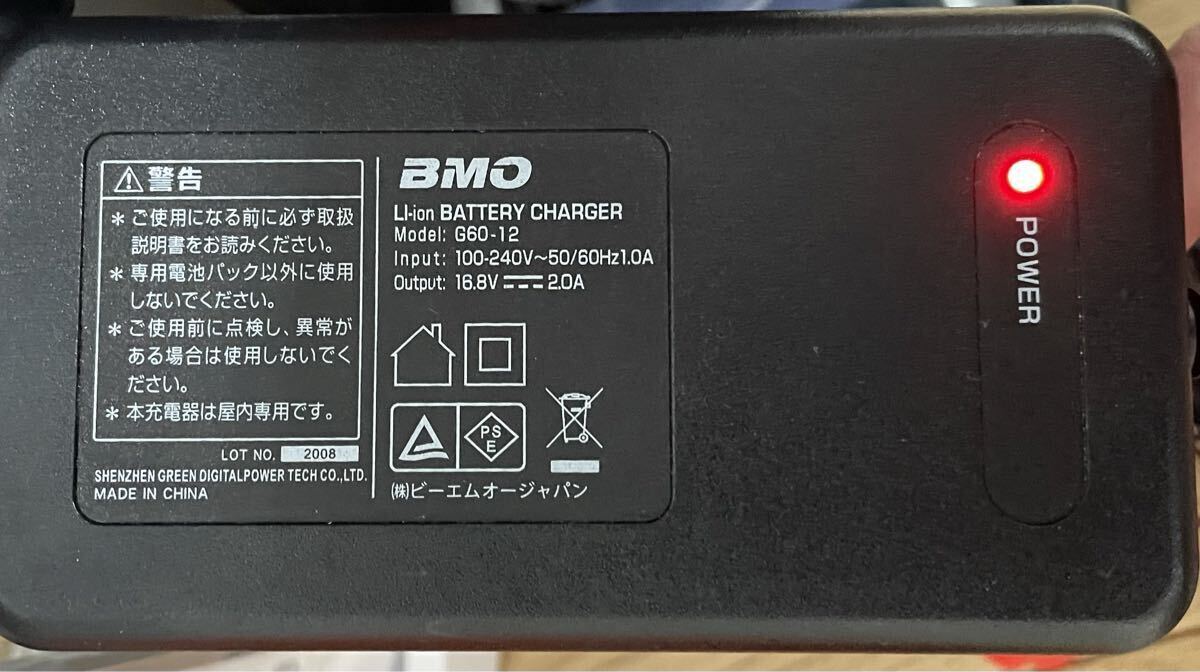 警告
* ご使用になる前に必ず取扱
説明書をお読みください。
* 専用電池パック以外に使用
しないでください。
* ご使用前に点検し、異常が
ある場合は使用しないでく
ださい。
* 本充電器は屋内専用です。
LOT NO. 2008
SHENZHEN GREEN DIGITALPOWER TECH CO.,LTD.
MADE IN CHINA
BMO
LI-ion BATTERY CHARGER
Model: G60-12
Input: 100-240V~50/60Hz1.0A
Output: 16.8V 2.0A
PS
E
(株)ビーエムオージャパン
POWER